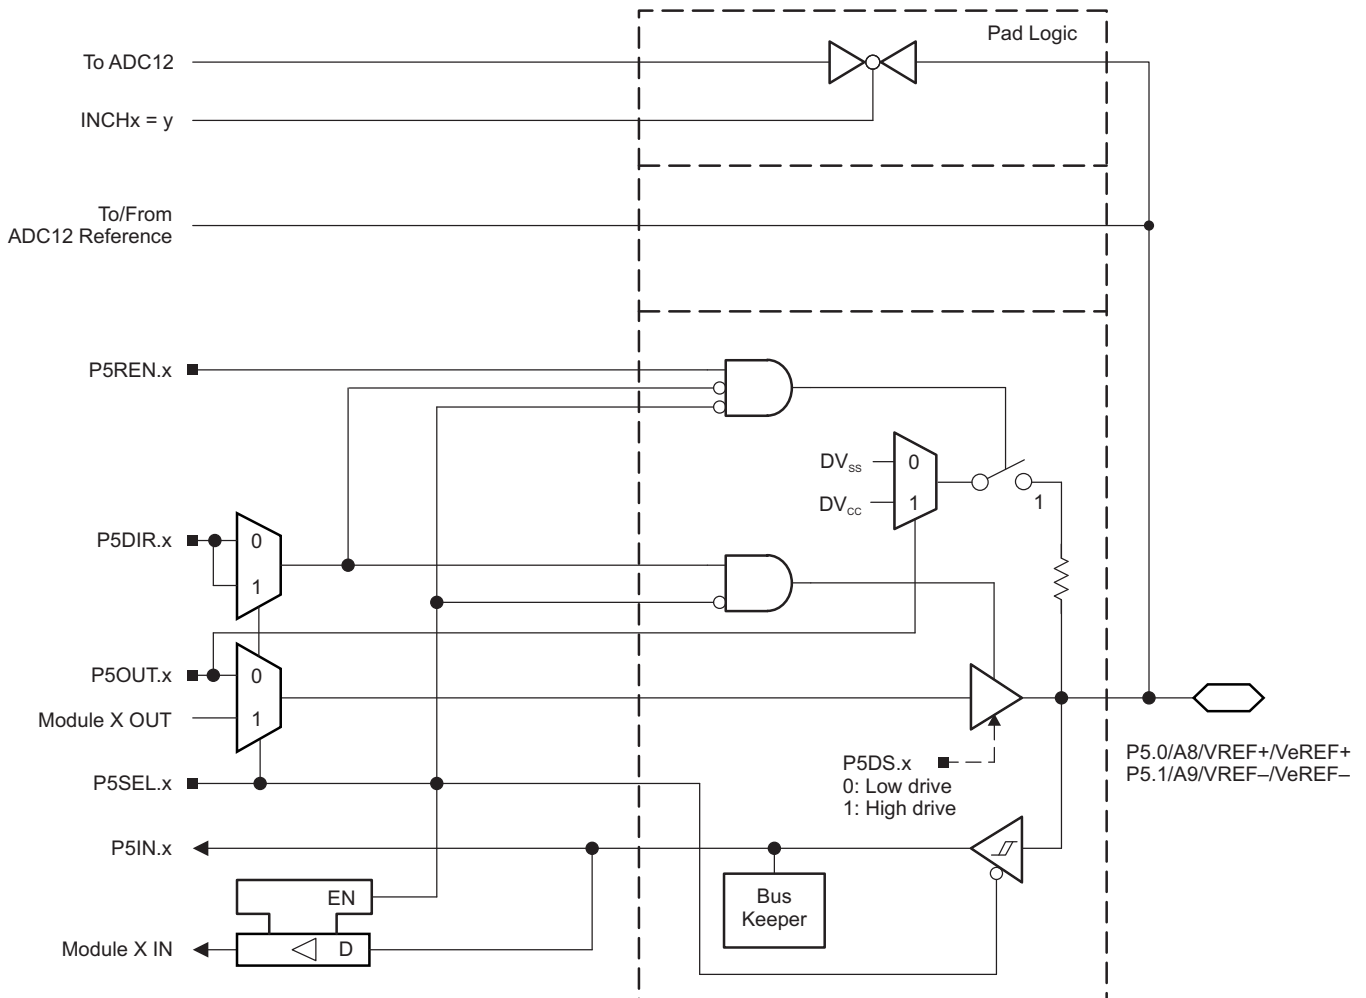 Pad Logic
To ADC12
INCHx = y
To/From
ADC12 Reference
P5REN.x
DVSS
0
DVCC
1
1
P5DIR.x
0
1
P5OUT.x
0
Module X OUT
1
P5SEL.x
P5DS.x
0: Low drive
1: High drive
P5.0/A8/VREF+/VeREF+
P5.1/A9/VREF–/VeREF–
P5IN.x
Bus
Keeper
EN
Module X IN
D